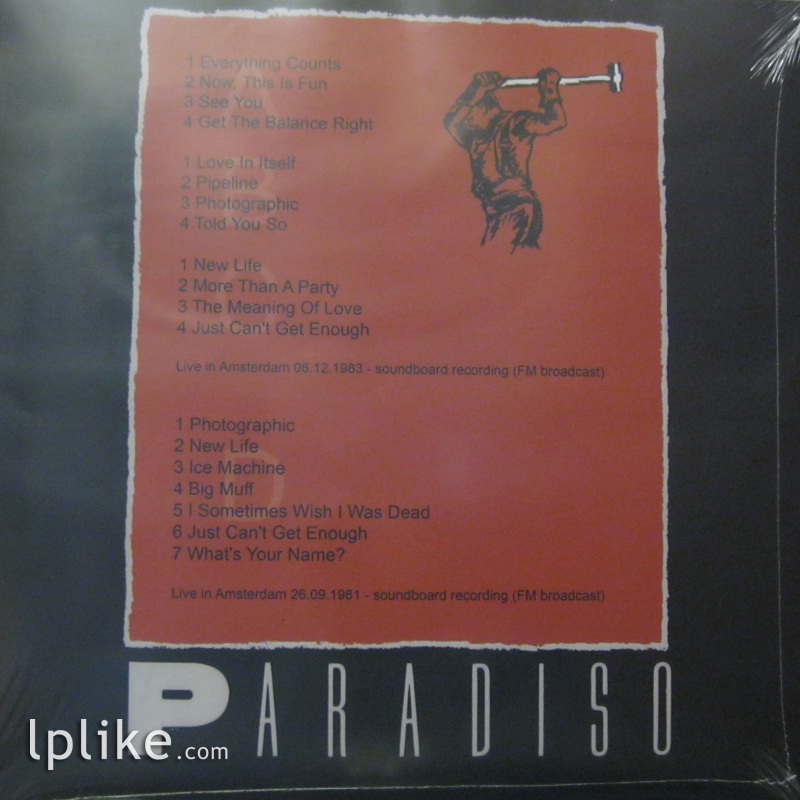 1 Everything Counts
2 Now, This Is Fun
3 See You
4 Get The Balance Right
1 Love In Itself
2 Pipeline
3 Photographic
4 Told You So
1 New Life
2 More Than A Party
3 The Meaning Of Love
4 Just Can't Get Enough
Live in Amsterdam 06.12.1983 - soundboard recording (FM broadcast)
1 Photographic
2 New Life
3 Ice Machine
4 Big Muff
5 I Sometimes Wish I Was Dead
6 Just Can't Get Enough
7 What's Your Name?
Live in Amsterdam 26.09.1981 - soundboard recording (FM broadcast)
PARADISO
lplike.com